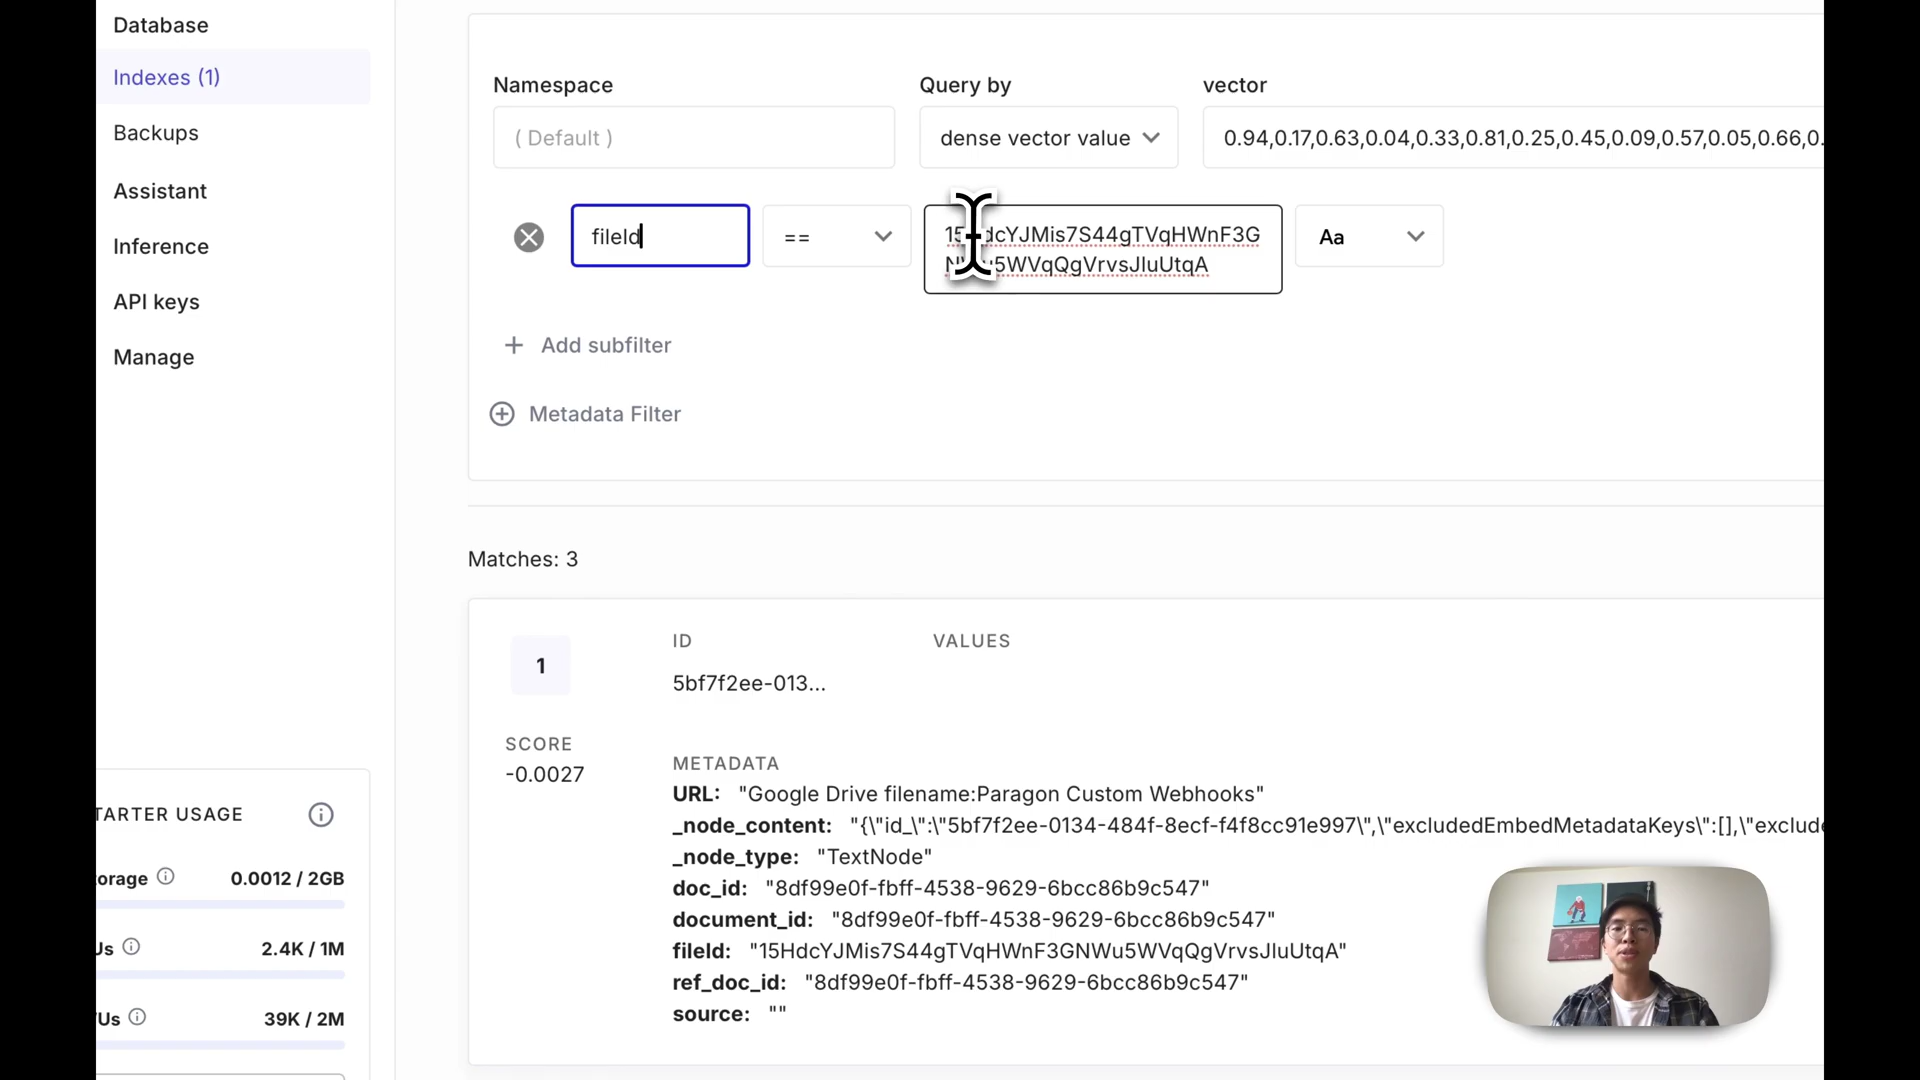 Database
Indexes (1)
Backups
Assistant
Inference
API keys
Manage
TARTER USAGE
orage 0.0012 / 2GB
Us 2.4K / 1M
Us 39K / 2M
Namespace
( Default )
Query by
dense vector value
vector
0.94,0.17,0.63,0.04,0.33,0.81,0.25,0.45,0.09,0.57,0.05,0.66,0.
fileId
==
15HdcYJMis7S44gTVqHWnF3G
NWu5WVqQgVrvsJIuUtqA
Aa
+ Add subfilter
Metadata Filter
Matches: 3
1
ID
VALUES
5bf7f2ee-013...
SCORE
-0.0027
METADATA
URL: "Google Drive filename:Paragon Custom Webhooks"
_node_content: "{\"id_\":\"5bf7f2ee-0134-484f-8ecf-f4f8cc91e997\",\"excludedEmbedMetadataKeys\":[],\"exclude
_node_type: "TextNode"
doc_id: "8df99e0f-fbff-4538-9629-6bcc86b9c547"
document_id: "8df99e0f-fbff-4538-9629-6bcc86b9c547"
fileId: "15HdcYJMis7S44gTVqHWnF3GNWu5WVqQgVrvsJIuUtqA"
ref_doc_id: "8df99e0f-fbff-4538-9629-6bcc86b9c547"
source: ""